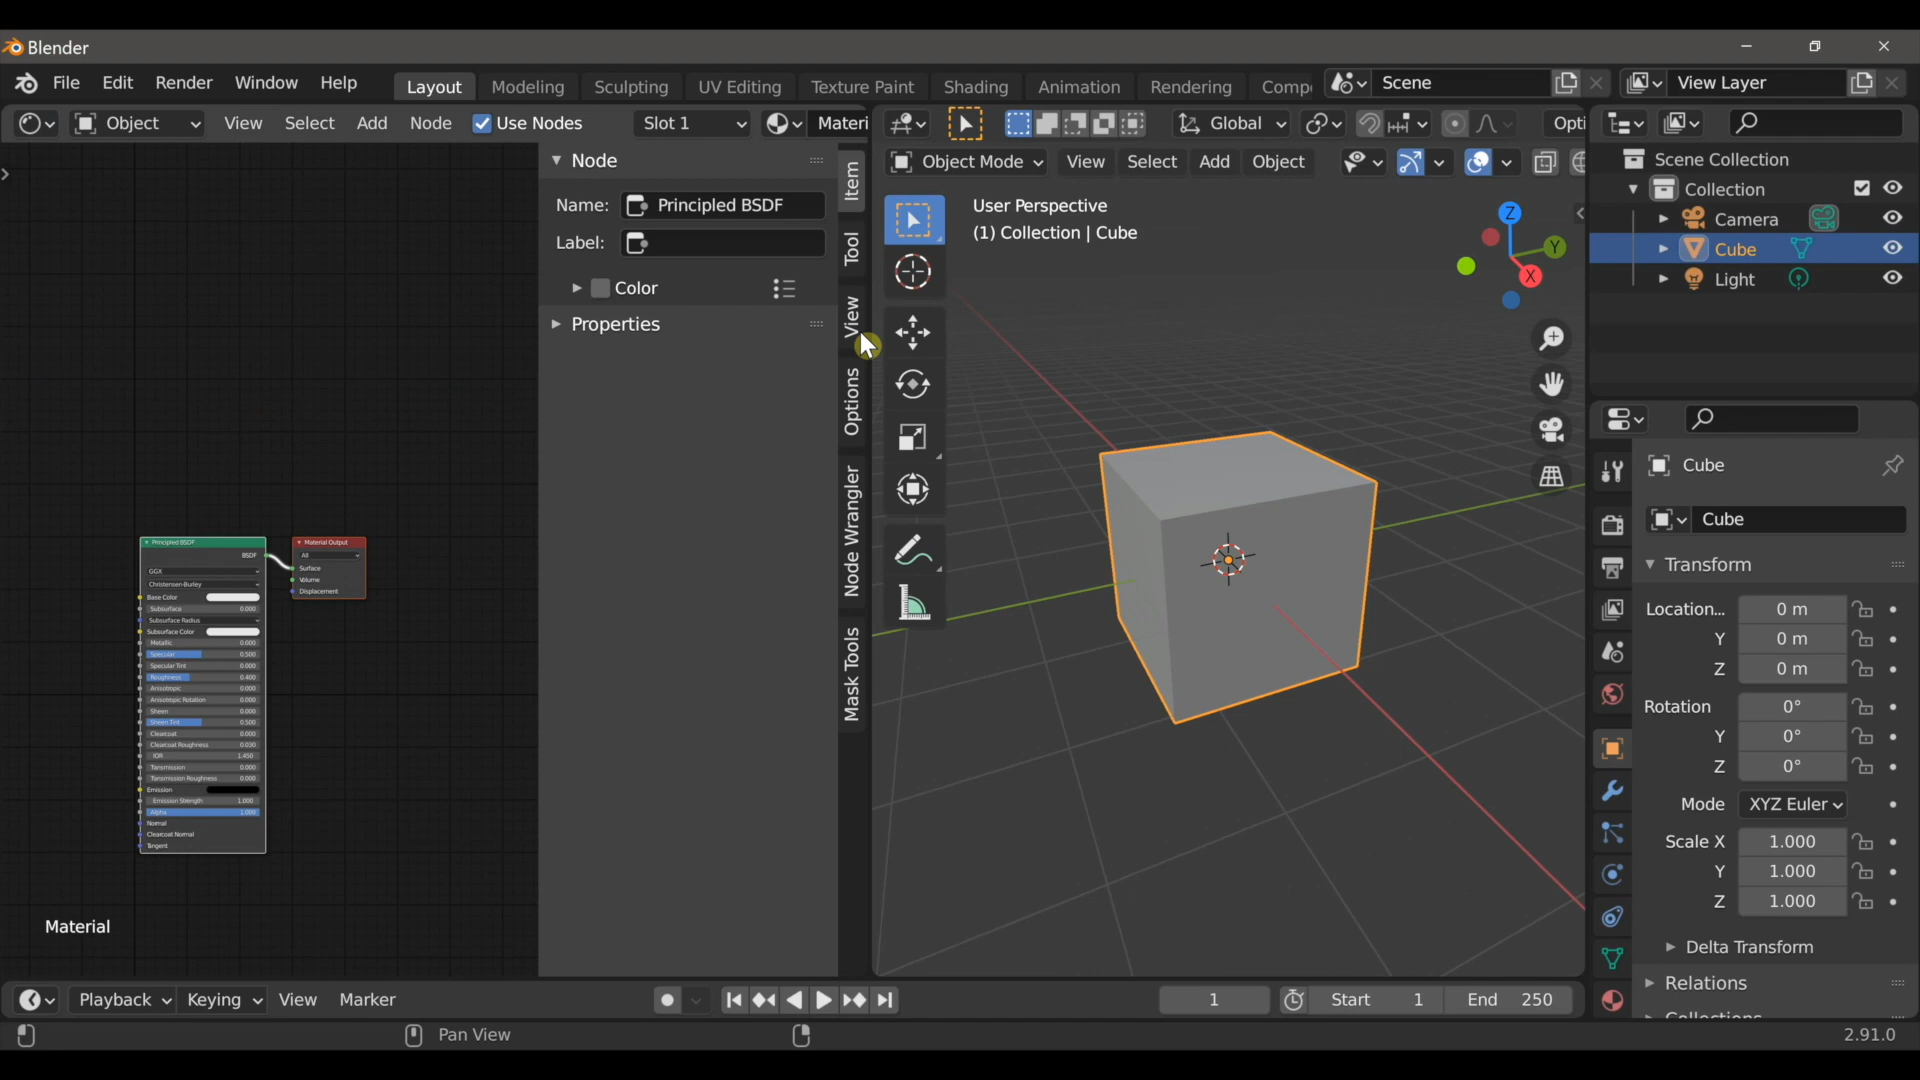 Blender
File Edit Render Window Help Layout Modeling Sculpting UV Editing Texture Paint Shading Animation Rendering Comp Scene View Layer
Object View Select Add Node Use Nodes Slot 1 Materi
Global Opti
Object Mode View Select Add Object
Node
Name: Principled BSDF
Label:
Color
Properties
Item
Tool
View
Options
Node Wrangler
Mask Tools
Principled BSDF
BSDF
GGX
Christensen-Burley
Base Color
Subsurface 0.000
Subsurface Radius
Subsurface Color
Metallic 0.000
Specular 0.500
Specular Tint 0.000
Roughness 0.400
Anisotropic 0.000
Anisotropic Rotation 0.000
Sheen 0.000
Sheen Tint 0.500
Clearcoat 0.000
Clearcoat Roughness 0.030
IOR 1.450
Transmission 0.000
Transmission Roughness 0.000
Emission
Emission Strength 1.000
Alpha 1.000
Normal
Clearcoat Normal
Tangent
Material Output
All
Surface
Volume
Displacement
Material
User Perspective
(1) Collection | Cube
Z
Y
X
Scene Collection
Collection
Camera
Cube
Light
Cube
Cube
Transform
Location... 0 m
Y 0 m
Z 0 m
Rotation 0°
Y 0°
Z 0°
Mode XYZ Euler
Scale X 1.000
Y 1.000
Z 1.000
Delta Transform
Relations
Collections
Playback Keying View Marker 1 Start 1 End 250
Pan View 2.91.0